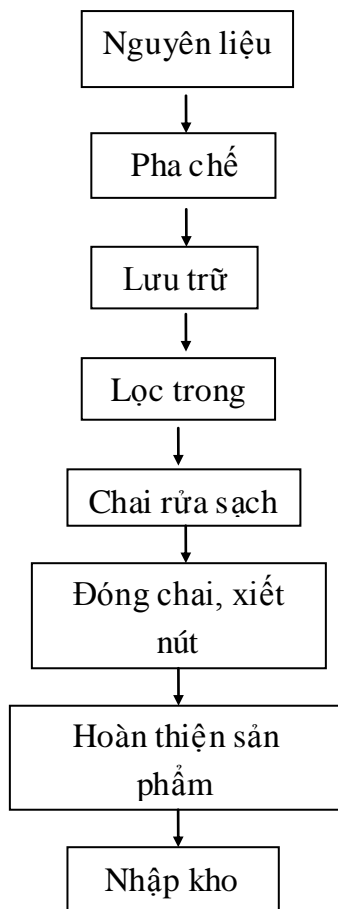 Nguyên liệu
Pha chế
Lưu trữ
Lọc trong
Chai rửa sạch
Đóng chai, xiết
nút
Hoàn thiện sản
phẩm
Nhập kho